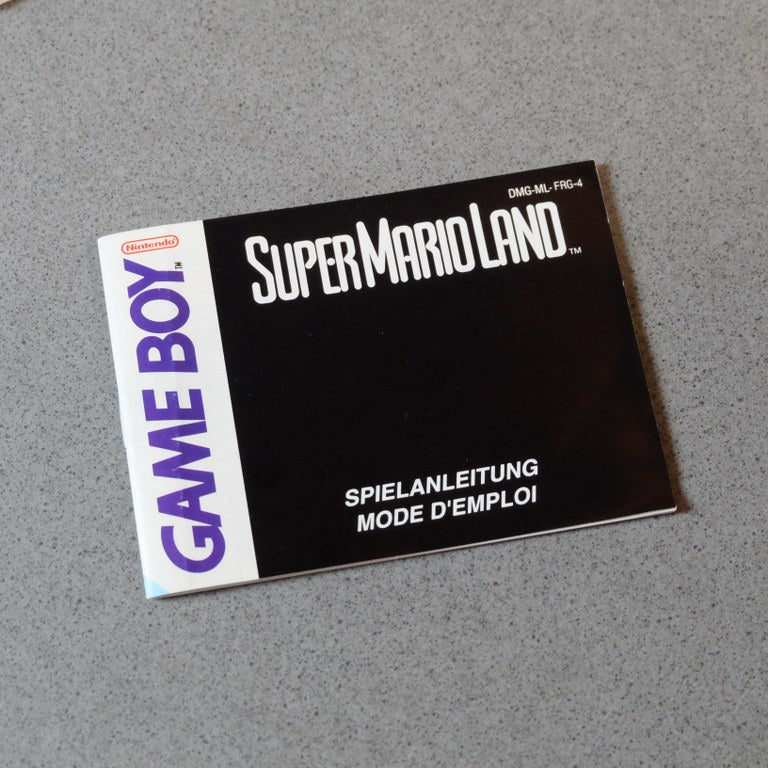 DMG-ML-FRG-4
Nintendo
GAME BOY TM
SUPER MARIO LAND TM
SPIELANLEITUNG
MODE D'EMPLOI